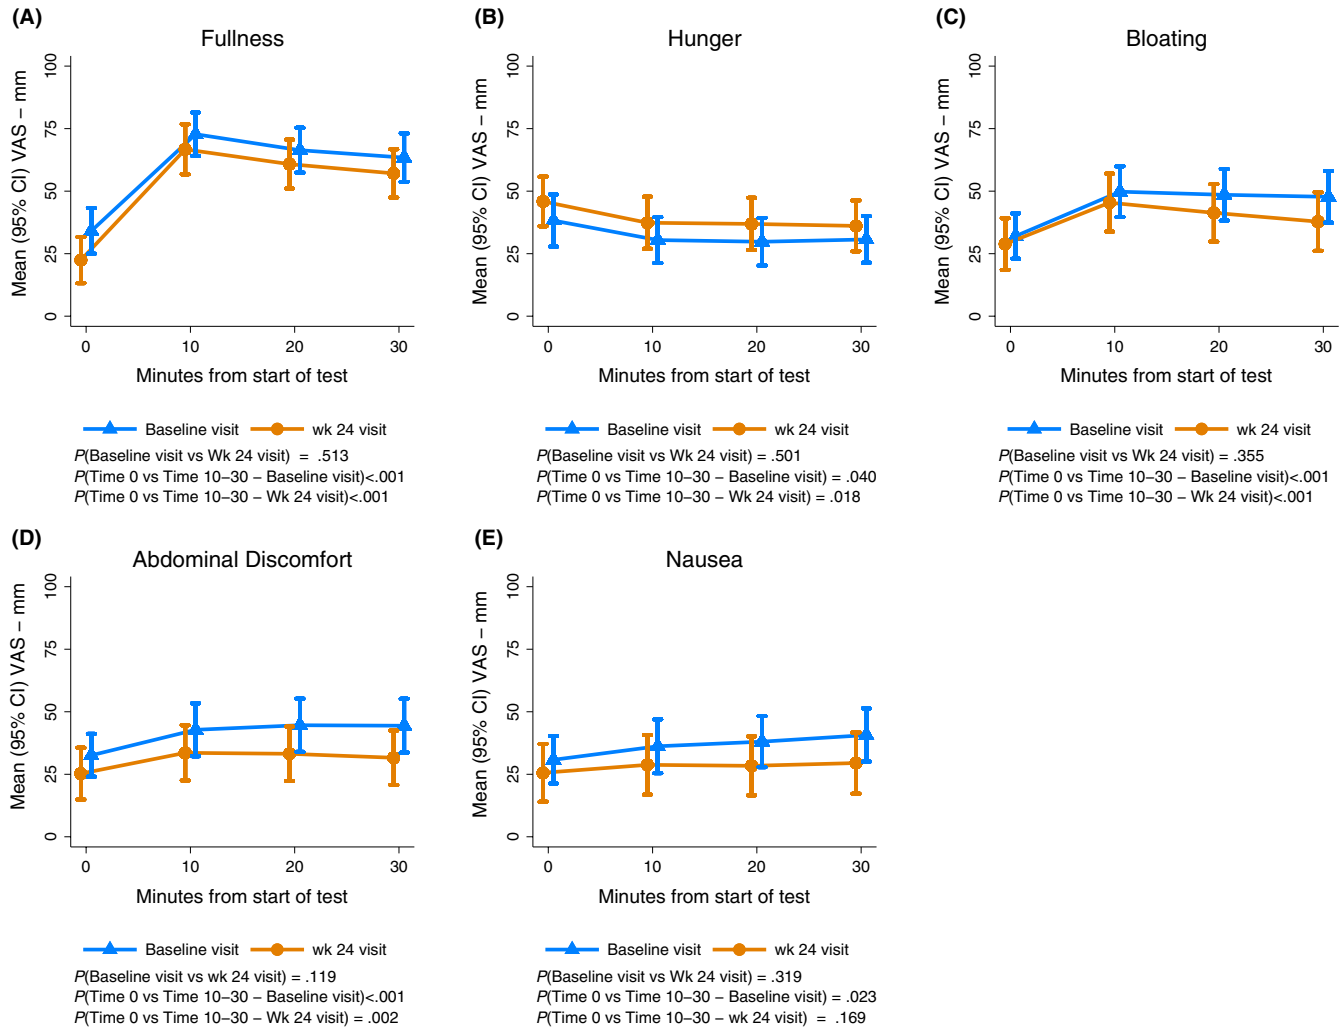 (A)
Fullness
Mean (95% CI) VAS – mm
100
75
50
25
0
0 10 20 30
Minutes from start of test
Baseline visit wk 24 visit
P(Baseline visit vs Wk 24 visit) = .513
P(Time 0 vs Time 10–30 – Baseline visit)<.001
P(Time 0 vs Time 10–30 – Wk 24 visit)<.001
(B)
Hunger
Mean (95% CI) VAS – mm
100
75
50
25
0
0 10 20 30
Minutes from start of test
Baseline visit wk 24 visit
P(Baseline visit vs Wk 24 visit) = .501
P(Time 0 vs Time 10–30 – Baseline visit) = .040
P(Time 0 vs Time 10–30 – Wk 24 visit) = .018
(C)
Bloating
Mean (95% CI) VAS – mm
100
75
50
25
0
0 10 20 30
Minutes from start of test
Baseline visit wk 24 visit
P(Baseline visit vs Wk 24 visit) = .355
P(Time 0 vs Time 10–30 – Baseline visit)<.001
P(Time 0 vs Time 10–30 – Wk 24 visit)<.001
(D)
Abdominal Discomfort
Mean (95% CI) VAS – mm
100
75
50
25
0
0 10 20 30
Minutes from start of test
Baseline visit wk 24 visit
P(Baseline visit vs wk 24 visit) = .119
P(Time 0 vs Time 10–30 – Baseline visit)<.001
P(Time 0 vs Time 10–30 – Wk 24 visit) = .002
(E)
Nausea
Mean (95% CI) VAS – mm
100
75
50
25
0
0 10 20 30
Minutes from start of test
Baseline visit wk 24 visit
P(Baseline visit vs Wk 24 visit) = .319
P(Time 0 vs Time 10–30 – Baseline visit) = .023
P(Time 0 vs Time 10–30 – wk 24 visit) = .169